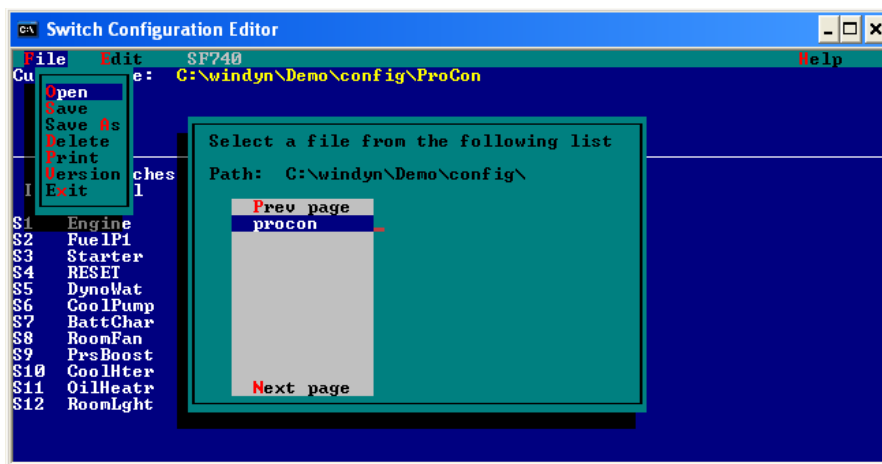 Switch Configuration Editor
File Edit SF740 Help
Cu e: C:\windyn\Demo\config\ProCon
Open
Save
Save As
Delete
Print
Version ches
I Exit l
Select a file from the following list
Path: C:\windyn\Demo\config\
Prev page
procon
Next page
S1 Engine
S2 FuelP1
S3 Starter
S4 RESET
S5 DynoWat
S6 CoolPump
S7 BattChar
S8 RoomFan
S9 PrsBoost
S10 CoolHter
S11 OilHeatr
S12 RoomLght